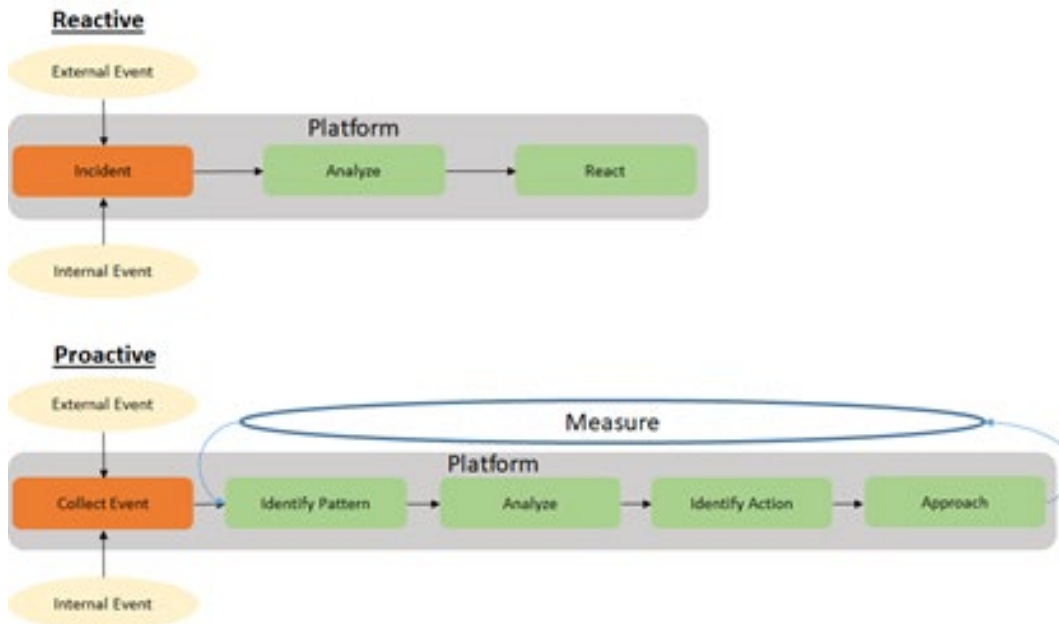 Reactive
External Event
Platform
Incident
Analyze
React
Internal Event
Proactive
External Event
Measure
Platform
Collect Event
Identify Pattern
Analyze
Identify Action
Approach
Internal Event